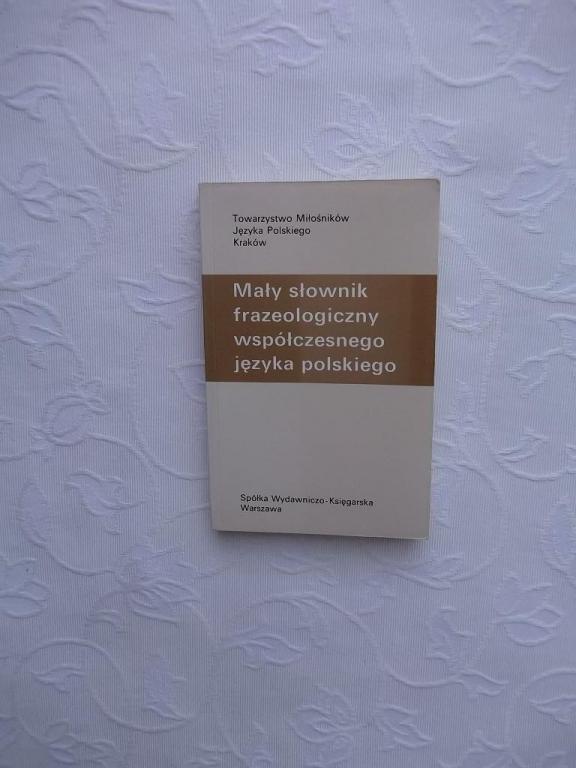 Towarzystwo Miłośników
Języka Polskiego
Kraków
Mały słownik
frazeologiczny
współczesnego
języka polskiego
Spółka Wydawniczo-Księgarska
Warszawa